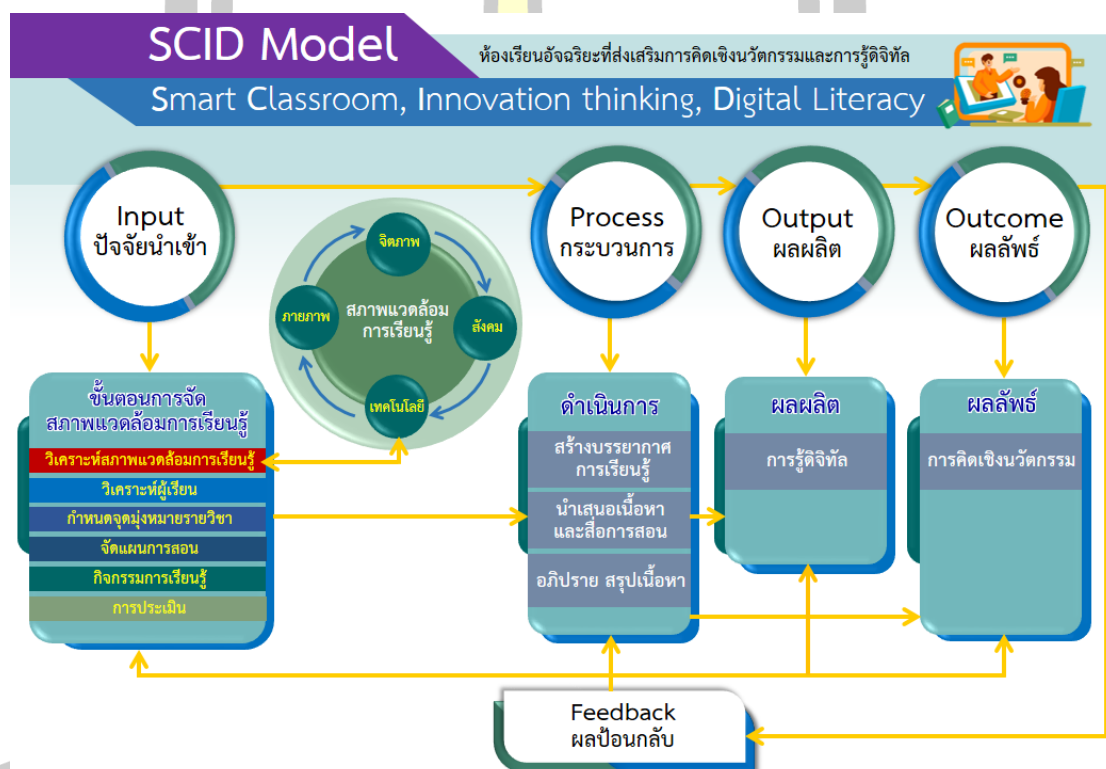 SCID Model
ห้องเรียนอัจฉริยะที่ส่งเสริมการคิดเชิงนวัตกรรมและการรู้ดิจิทัล
Smart Classroom, Innovation thinking, Digital Literacy
Input
ปัจจัยนำเข้า
Process
กระบวนการ
Output
ผลผลิต
Outcome
ผลลัพธ์
จิตภาพ
ภายภาพ
สภาพแวดล้อม
การเรียนรู้
สังคม
เทคโนโลยี
ขั้นตอนการจัด
สภาพแวดล้อมการเรียนรู้
วิเคราะห์สภาพแวดล้อมการเรียนรู้
วิเคราะห์ผู้เรียน
กำหนดจุดมุ่งหมายรายวิชา
จัดแผนการสอน
กิจกรรมการเรียนรู้
การประเมิน
ดำเนินการ
สร้างบรรยากาศ
การเรียนรู้
นำเสนอเนื้อหา
และสื่อการสอน
อภิปราย สรุปเนื้อหา
ผลผลิต
การรู้ดิจิทัล
ผลลัพธ์
การคิดเชิงนวัตกรรม
Feedback
ผลป้อนกลับ